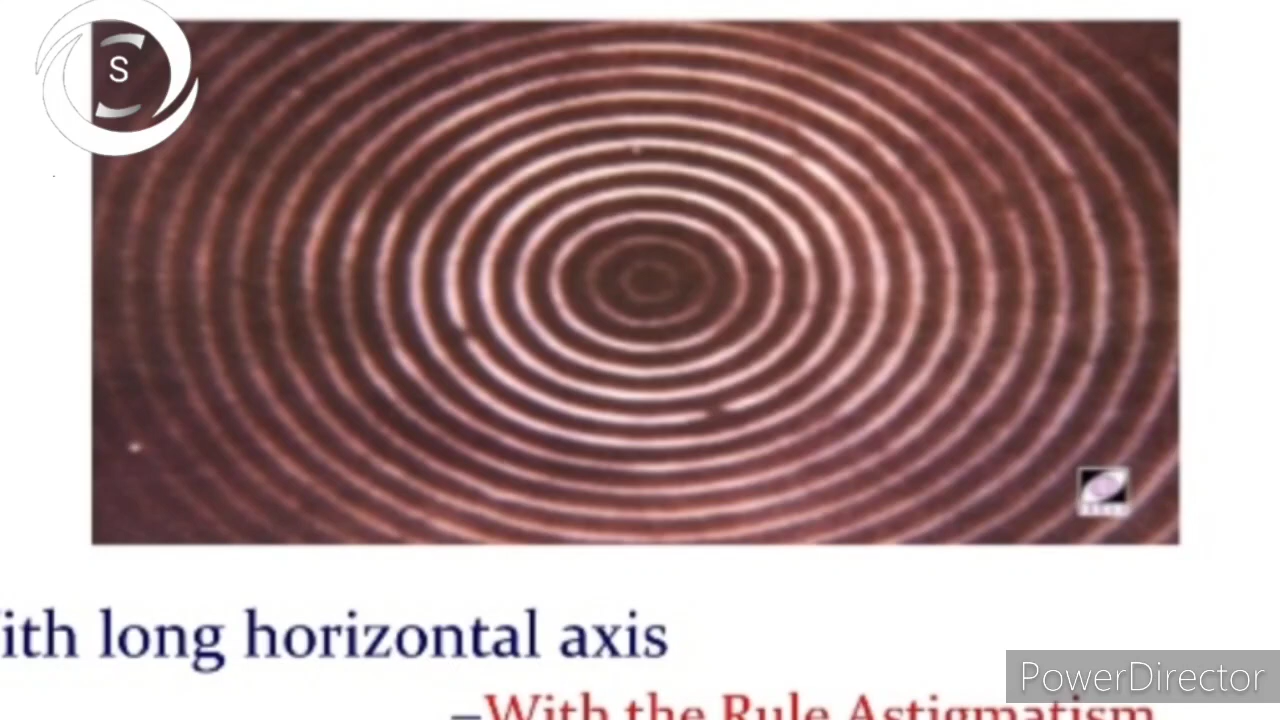 S
ith long horizontal axis
–With the Rule Astigmatism
PowerDirector